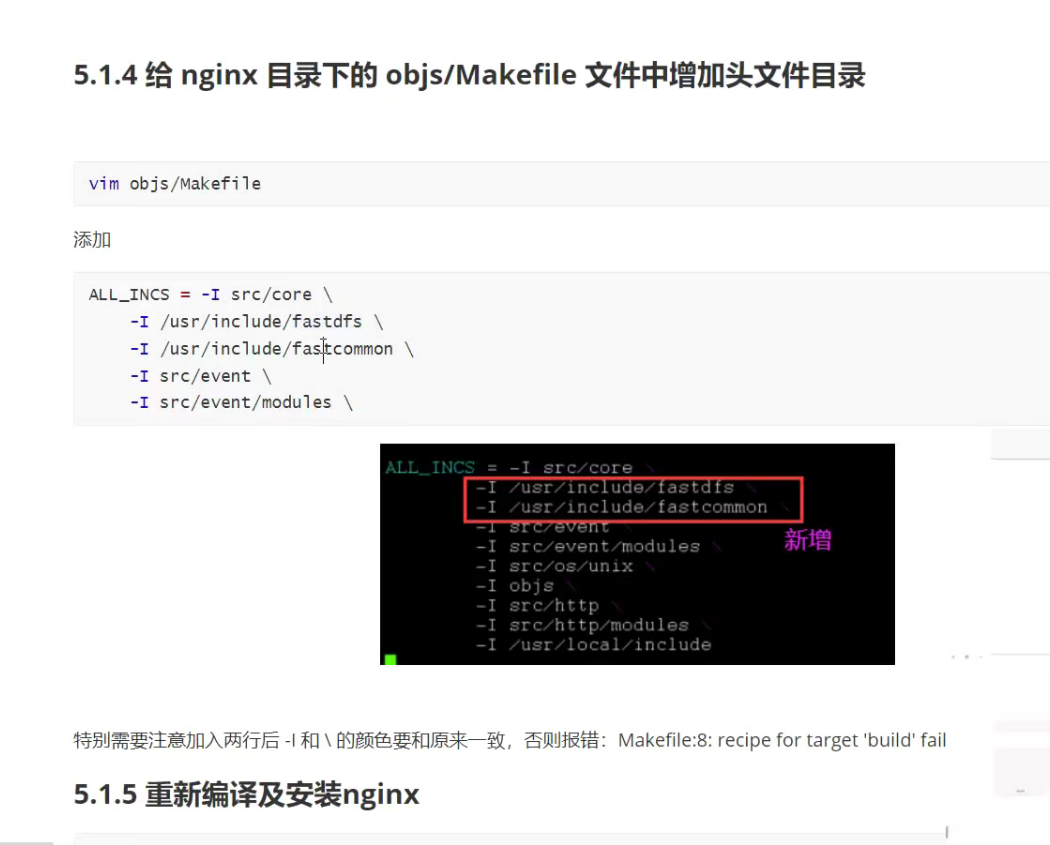 5.1.4 给 nginx 目录下的 objs/Makefile 文件中增加头文件目录
vim objs/Makefile
添加
ALL_INCS = -I src/core \
-I /usr/include/fastdfs \
-I /usr/include/fastcommon \
-I src/event \
-I src/event/modules \
ALL_INCS = -I src/core \
-I /usr/include/fastdfs \
-I /usr/include/fastcommon \
-I src/event \
新增
-I src/event/modules \
-I src/os/unix \
-I objs \
-I src/http \
-I src/http/modules \
-I /usr/local/include
特别需要注意加入两行后 -I 和 \ 的颜色要和原来一致，否则报错：Makefile:8: recipe for target 'build' fail
5.1.5 重新编译及安装nginx